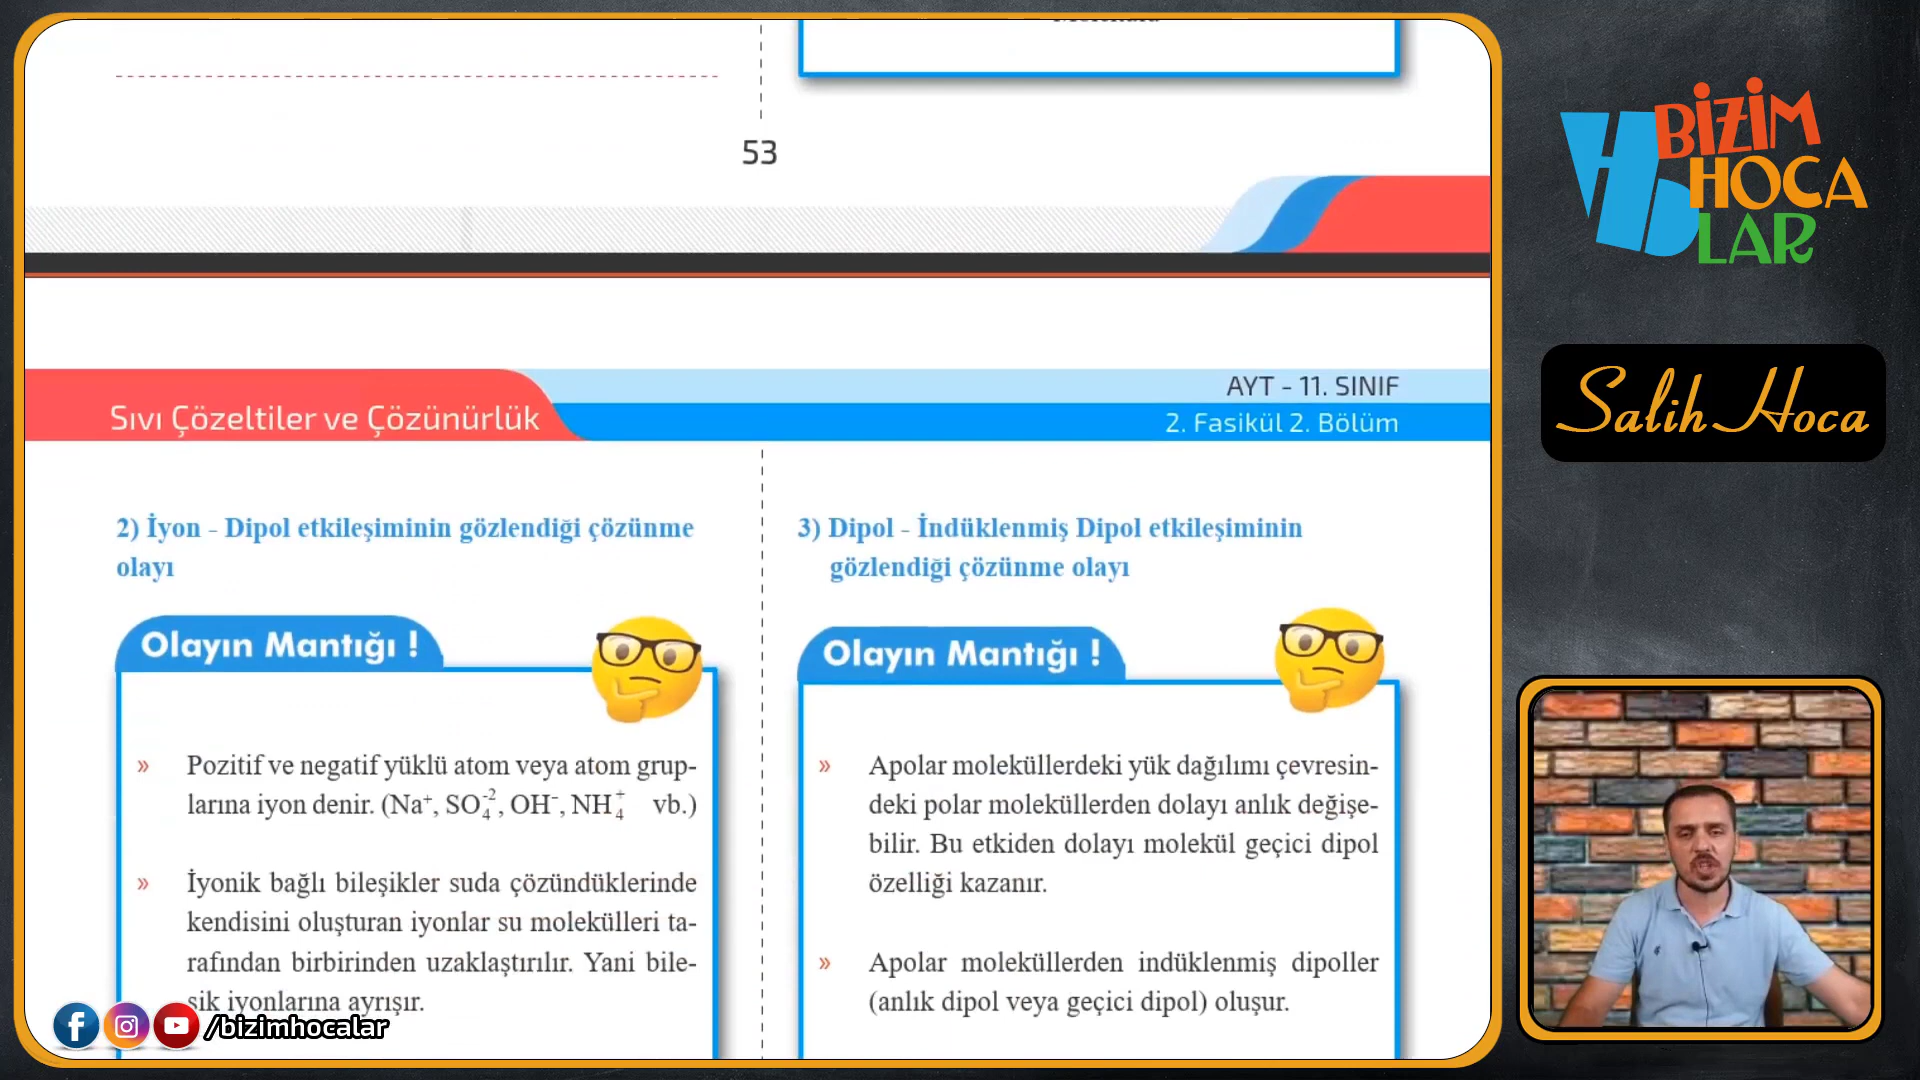 53
Sıvı Çözeltiler ve Çözünürlük
AYT - 11. SINIF
2. Fasikül 2. Bölüm
2) İyon - Dipol etkileşiminin gözlendiği çözünme
olayı
Olayın Mantığı !
» Pozitif ve negatif yüklü atom veya atom grup-
larına iyon denir. (Na⁺, SO₄⁻², OH⁻, NH₄⁺ vb.)
» İyonik bağlı bileşikler suda çözündüklerinde
kendisini oluşturan iyonlar su molekülleri ta-
rafından birbirinden uzaklaştırılır. Yani bile-
şik iyonlarına ayrışır.
3) Dipol - İndüklenmiş Dipol etkileşiminin
gözlendiği çözünme olayı
Olayın Mantığı !
» Apolar moleküllerdeki yük dağılımı çevresin-
deki polar moleküllerden dolayı anlık değişe-
bilir. Bu etkiden dolayı molekül geçici dipol
özelliği kazanır.
» Apolar moleküllerden indüklenmiş dipoller
(anlık dipol veya geçici dipol) oluşur.
/bizimhocalar
BİZİM
HOCA
LAR
Salih Hoca